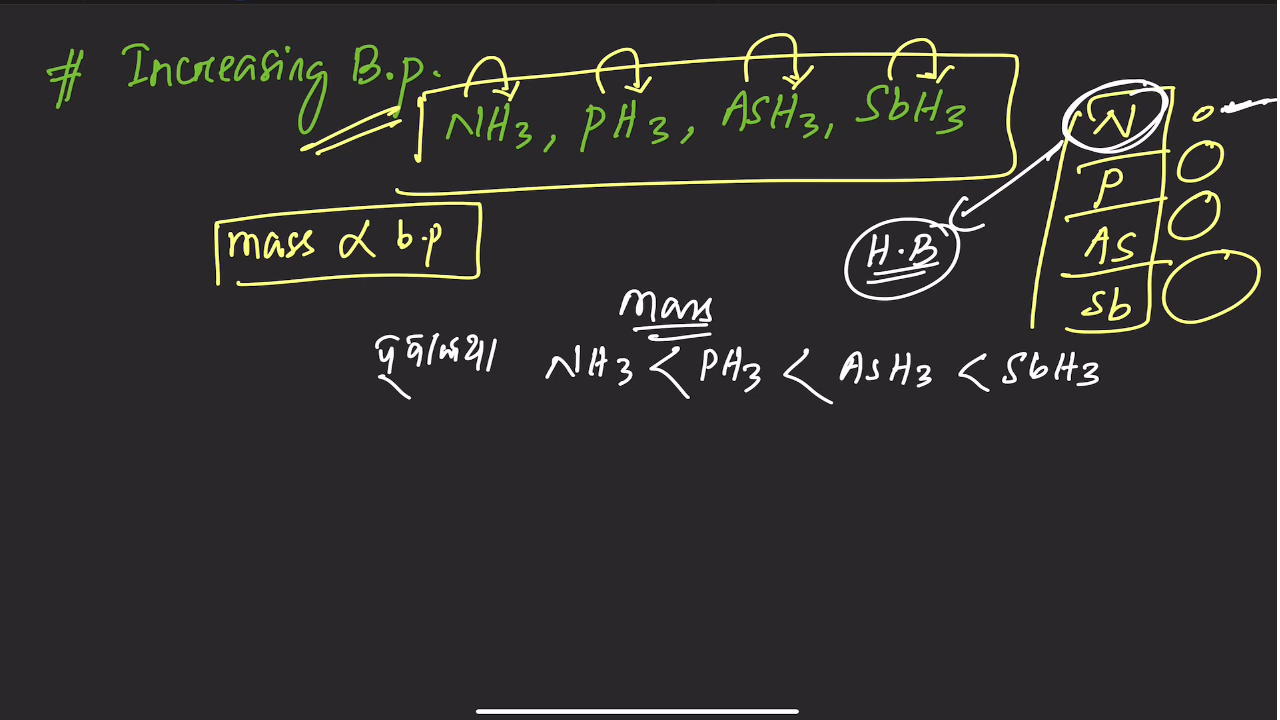 # Increasing B.p.
NH3, PH3, AsH3, SbH3
N
P
As
Sb
H.B
mass ∝ b.p
Mass
NH3 < PH3 < AsH3 < SbH3